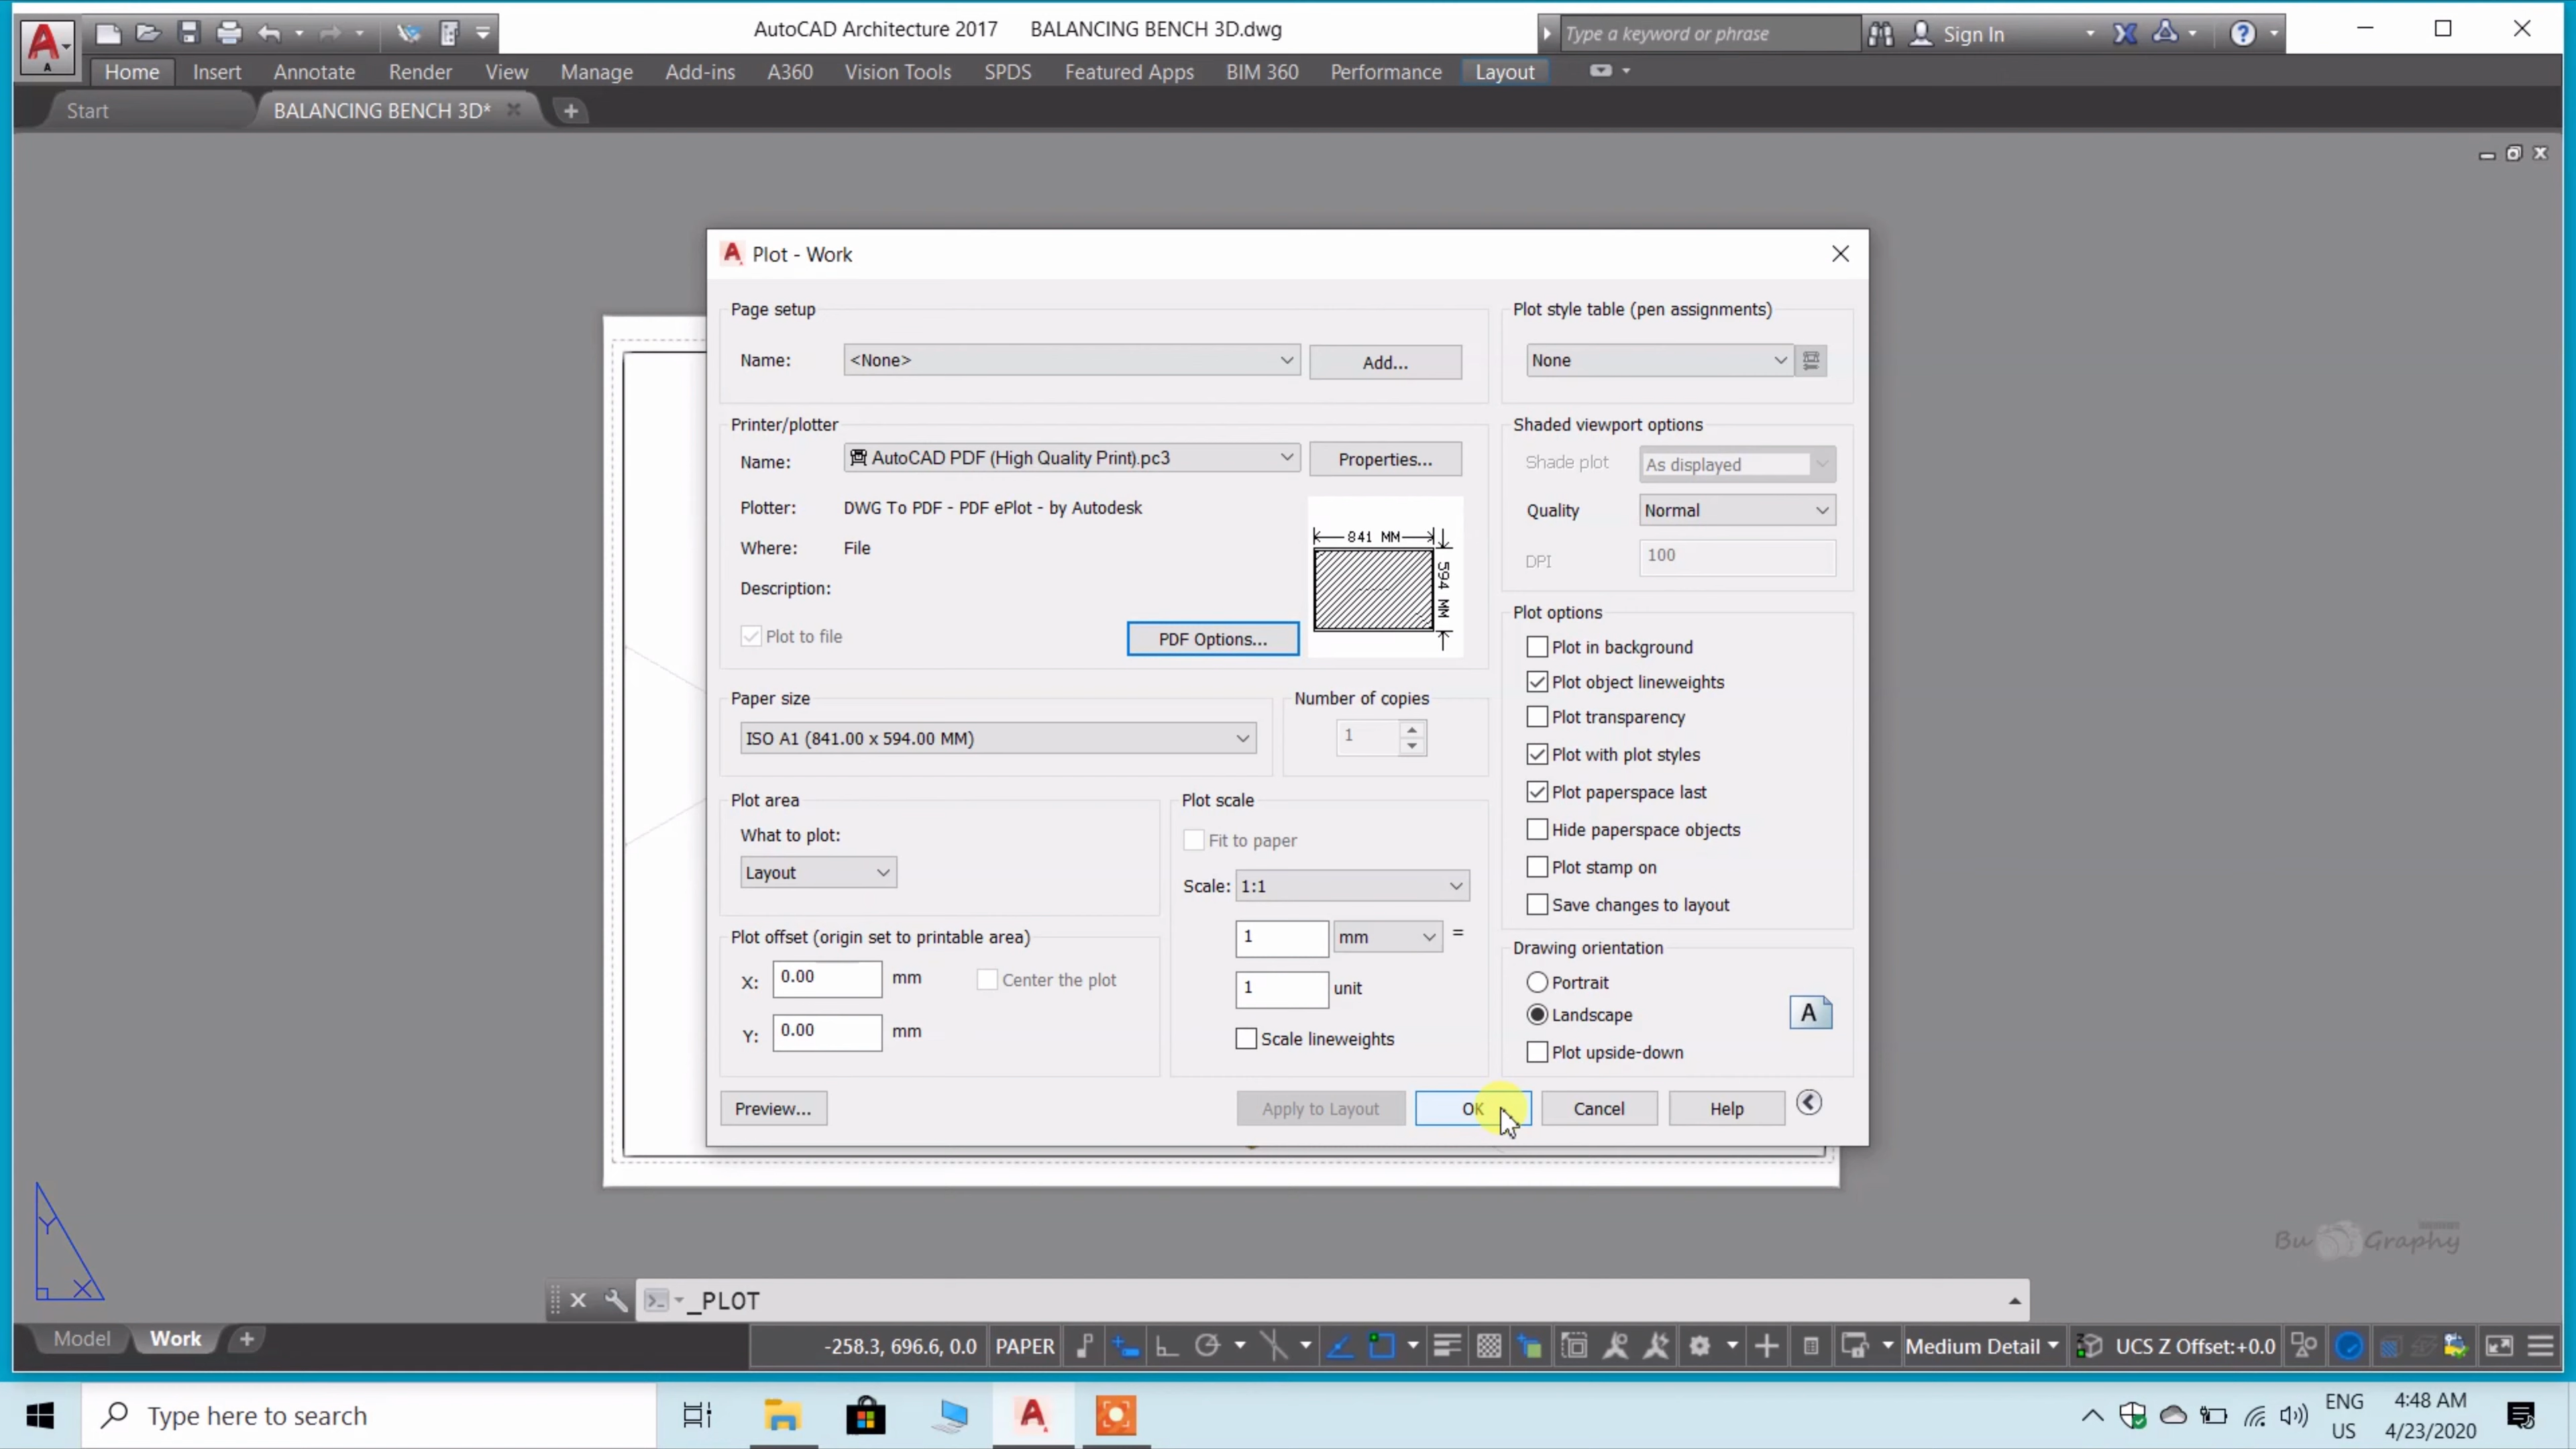 AutoCAD Architecture 2017 BALANCING BENCH 3D.dwg
Type a keyword or phrase
Sign In
A
Home Insert Annotate Render View Manage Add-ins A360 Vision Tools SPDS Featured Apps BIM 360 Performance Layout
Start BALANCING BENCH 3D*
Plot - Work
Page setup
Name: <None> Add...
Plot style table (pen assignments)
None
Printer/plotter
Name: AutoCAD PDF (High Quality Print).pc3 Properties...
Plotter: DWG To PDF - PDF ePlot - by Autodesk
Where: File
Description:
Plot to file PDF Options...
841 MM
594 MM
Shaded viewport options
Shade plot As displayed
Quality Normal
DPI 100
Paper size
ISO A1 (841.00 x 594.00 MM)
Number of copies
1
Plot options
Plot in background
Plot object lineweights
Plot transparency
Plot with plot styles
Plot paperspace last
Hide paperspace objects
Plot stamp on
Save changes to layout
Plot area
What to plot:
Layout
Plot scale
Fit to paper
Scale: 1:1
1 mm =
1 unit
Scale lineweights
Plot offset (origin set to printable area)
X: 0.00 mm Center the plot
Y: 0.00 mm
Drawing orientation
Portrait
Landscape
Plot upside-down
A
Preview... Apply to Layout OK Cancel Help
Y
X
Bu Graphy
_PLOT
Model Work
-258.3, 696.6, 0.0 PAPER Medium Detail UCS Z Offset:+0.0
Type here to search
ENG
US
4:48 AM
4/23/2020